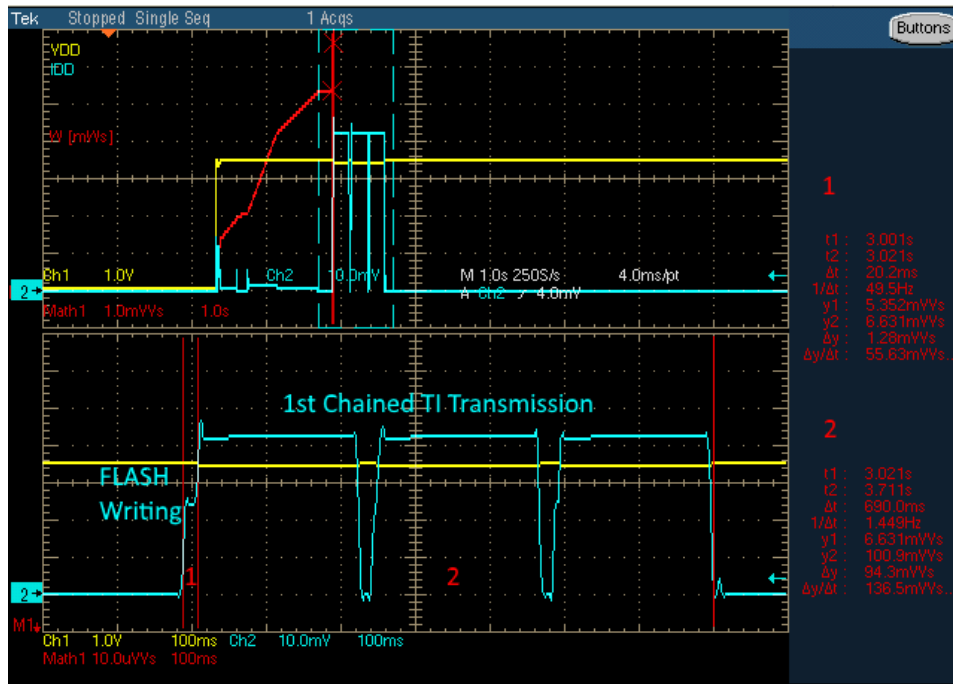 Tek Stopped Single Seq 1 Acqs
Buttons
VDD
IDD
W [mWs]
Ch1 1.0V Ch2 10.0mV M 1.0s 250S/s 4.0ms/pt
A Ch2 ↗ 4.0mV
Math1 1.0mVVs 1.0s
2
1
t1 : 3.001s
t2 : 3.021s
Δt : 20.2ms
1/Δt : 49.5Hz
y1 : 5.352mVVs
y2 : 6.631mVVs
Δy : 1.28mVVs
Δy/Δt : 55.63mVVs..
1st Chained TI Transmission
FLASH
Writing
1
2
2
M1
2
t1 : 3.021s
t2 : 3.711s
Δt : 690.0ms
1/Δt : 1.449Hz
y1 : 6.631mVVs
y2 : 100.9mVVs
Δy : 94.3mVVs
Δy/Δt : 136.5mVVs..
Ch1 1.0V 100ms Ch2 10.0mV 100ms
Math1 10.0uVVs 100ms